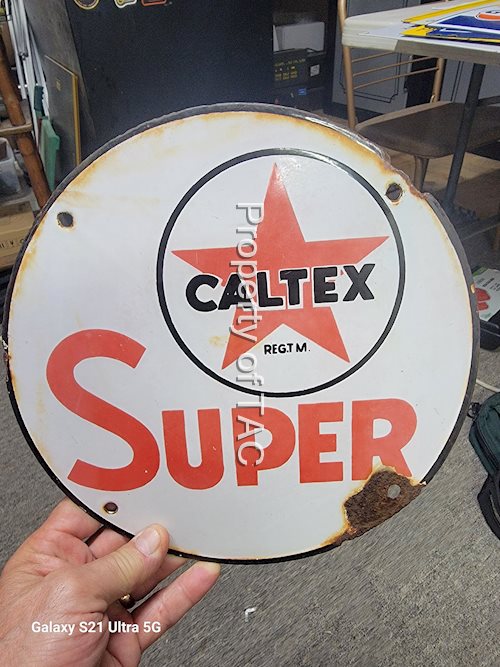 CALTEX
REG.T.M.
SUPER
Property of TAC
Galaxy S21 Ultra 5G